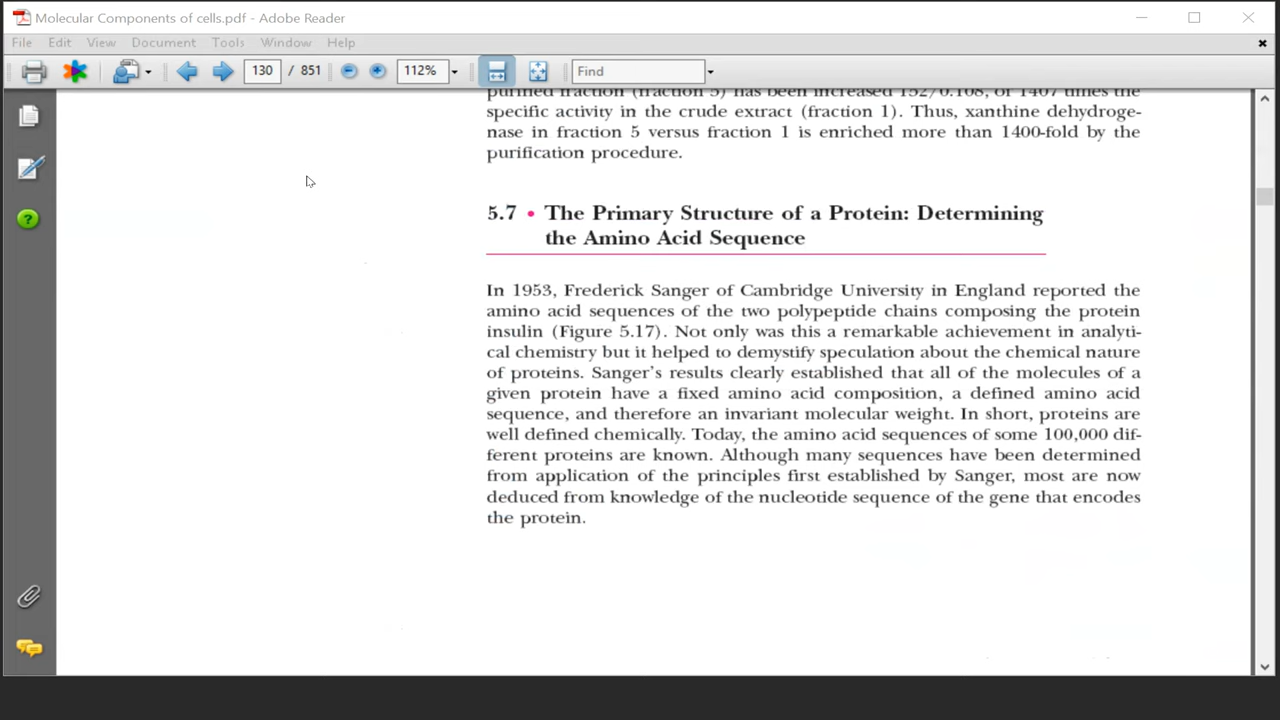 Molecular Components of cells.pdf - Adobe Reader
File Edit View Document Tools Window Help
130 / 851 112% Find
purified fraction (fraction 5) has been increased 152/0.108, or 1407 times the
specific activity in the crude extract (fraction 1). Thus, xanthine dehydroge-
nase in fraction 5 versus fraction 1 is enriched more than 1400-fold by the
purification procedure.
5.7 • The Primary Structure of a Protein: Determining
the Amino Acid Sequence
In 1953, Frederick Sanger of Cambridge University in England reported the
amino acid sequences of the two polypeptide chains composing the protein
insulin (Figure 5.17). Not only was this a remarkable achievement in analyti-
cal chemistry but it helped to demystify speculation about the chemical nature
of proteins. Sanger's results clearly established that all of the molecules of a
given protein have a fixed amino acid composition, a defined amino acid
sequence, and therefore an invariant molecular weight. In short, proteins are
well defined chemically. Today, the amino acid sequences of some 100,000 dif-
ferent proteins are known. Although many sequences have been determined
from application of the principles first established by Sanger, most are now
deduced from knowledge of the nucleotide sequence of the gene that encodes
the protein.